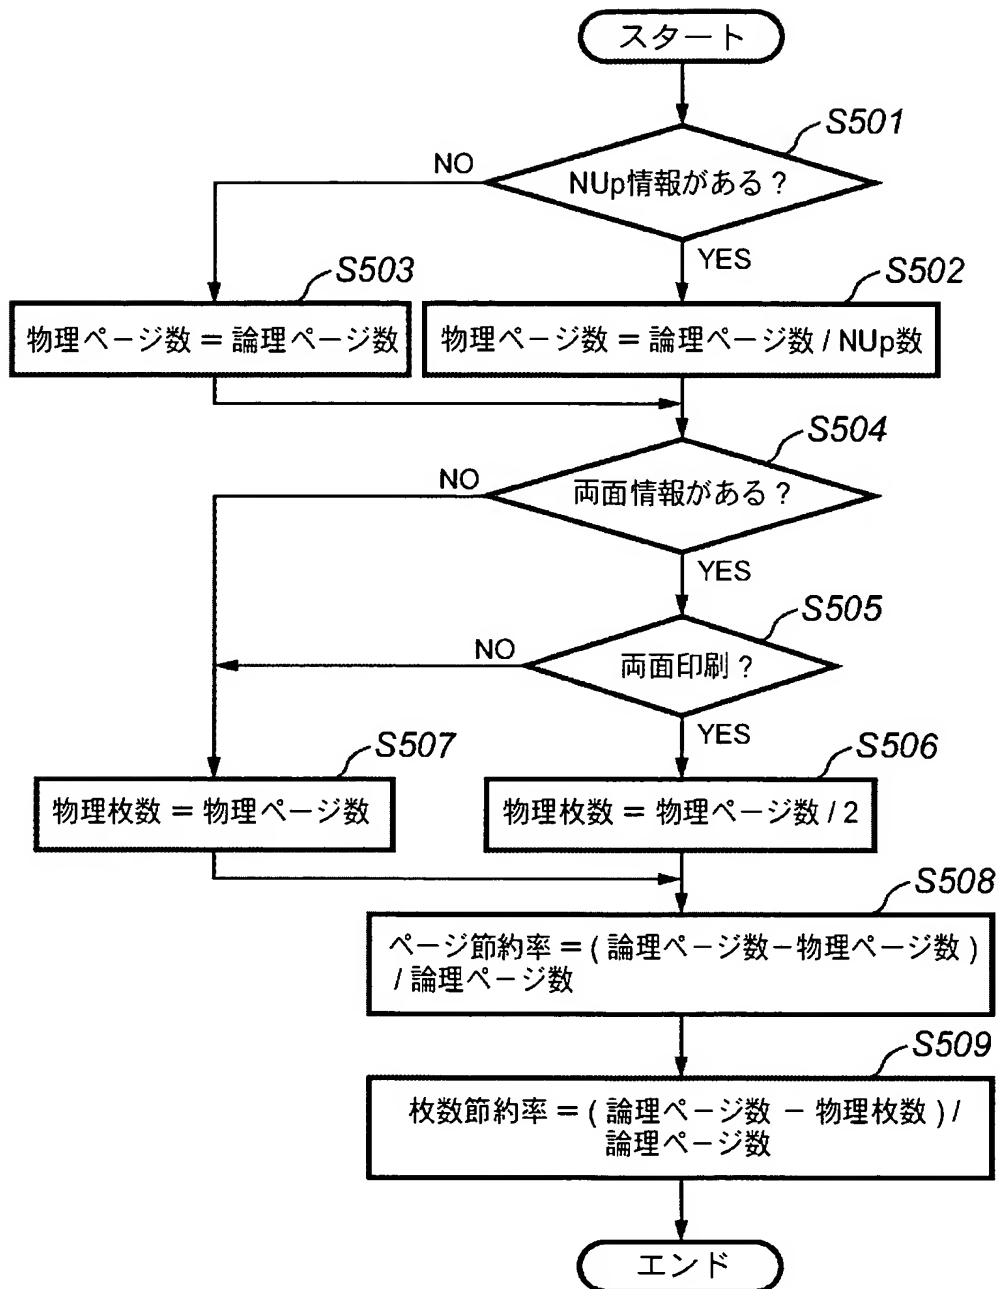 スタート
S501
NUp情報がある？
NO
YES
S503
物理ページ数＝論理ページ数
S502
物理ページ数＝論理ページ数 / NUp数
S504
両面情報がある？
NO
YES
S505
両面印刷？
NO
YES
S507
物理枚数＝物理ページ数
S506
物理枚数＝物理ページ数 / 2
S508
ページ節約率＝( 論理ページ数－物理ページ数 )
/ 論理ページ数
S509
枚数節約率＝( 論理ページ数 － 物理枚数 ) /
論理ページ数
エンド